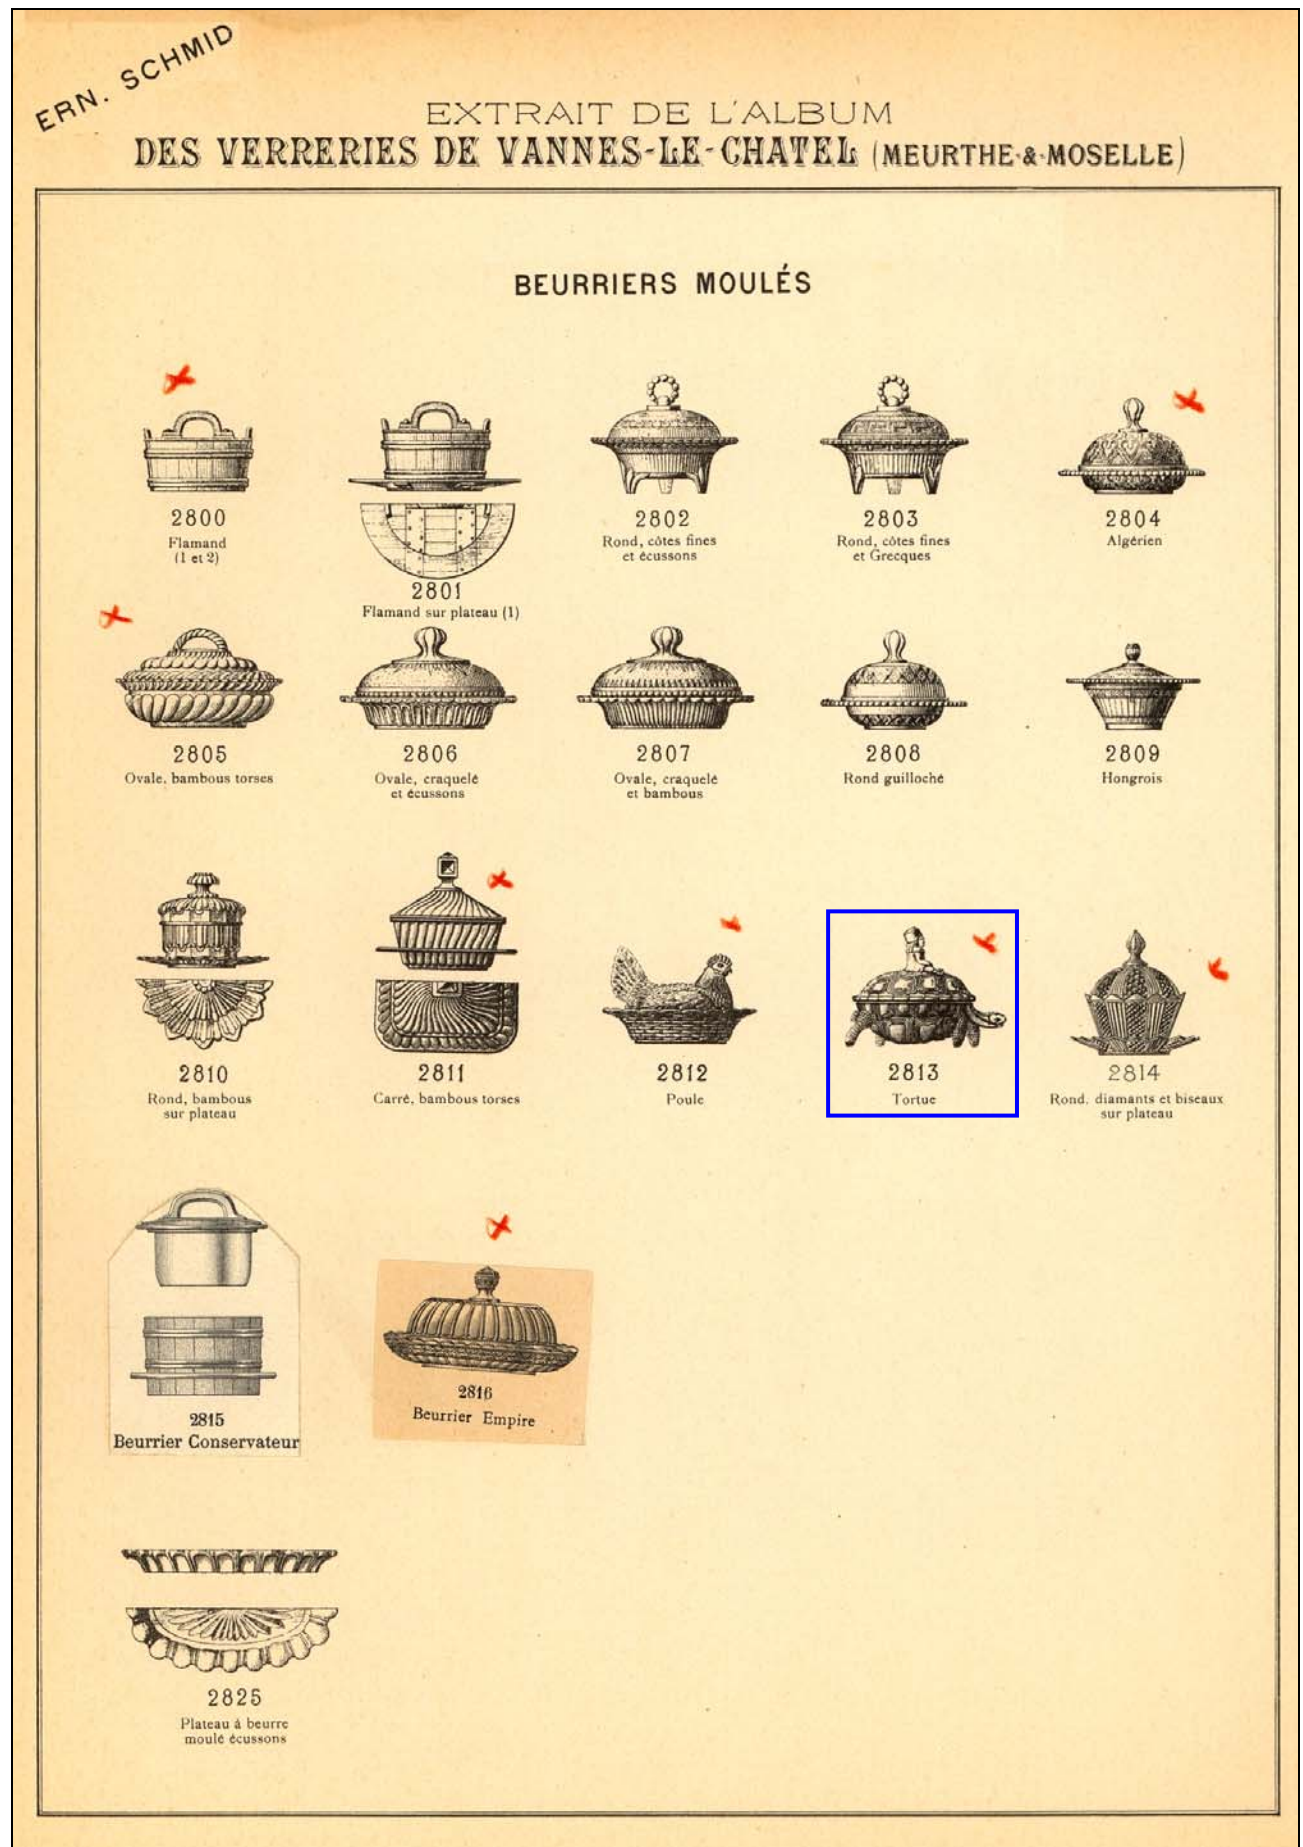 ERN. SCHMID
EXTRAIT DE L'ALBUM
DES VERRERIES DE VANNES-LE-CHATEL (MEURTHE-&-MOSELLE)
BEURRIERS MOULÉS
2800
Flamand
(1 et 2)
2801
Flamand sur plateau (1)
2802
Rond, côtes fines
et écussons
2803
Rond, côtes fines
et Grecques
2804
Algérien
2805
Ovale, bambous torses
2806
Ovale, craquelé
et écussons
2807
Ovale, craquelé
et bambous
2808
Rond guilloché
2809
Hongrois
2810
Rond, bambous
sur plateau
2811
Carré, bambous torses
2812
Poule
2813
Tortue
2814
Rond, diamants et biseaux
sur plateau
2815
Beurrier Conservateur
2816
Beurrier Empire
2825
Plateau à beurre
moulé écussons